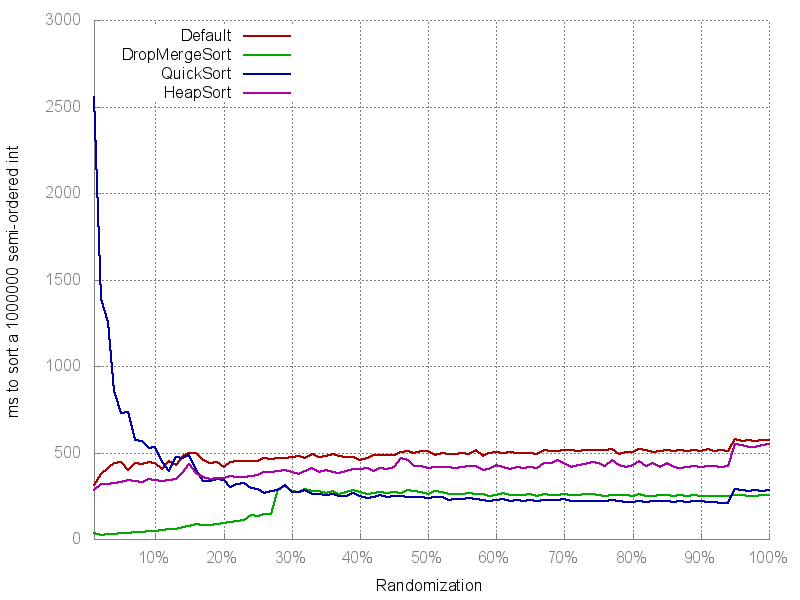 3000
Default
DropMergeSort
QuickSort
HeapSort
2500
2000
1500
1000
500
0
ms to sort a 1000000 semi-ordered int
10% 20% 30% 40% 50% 60% 70% 80% 90% 100%
Randomization